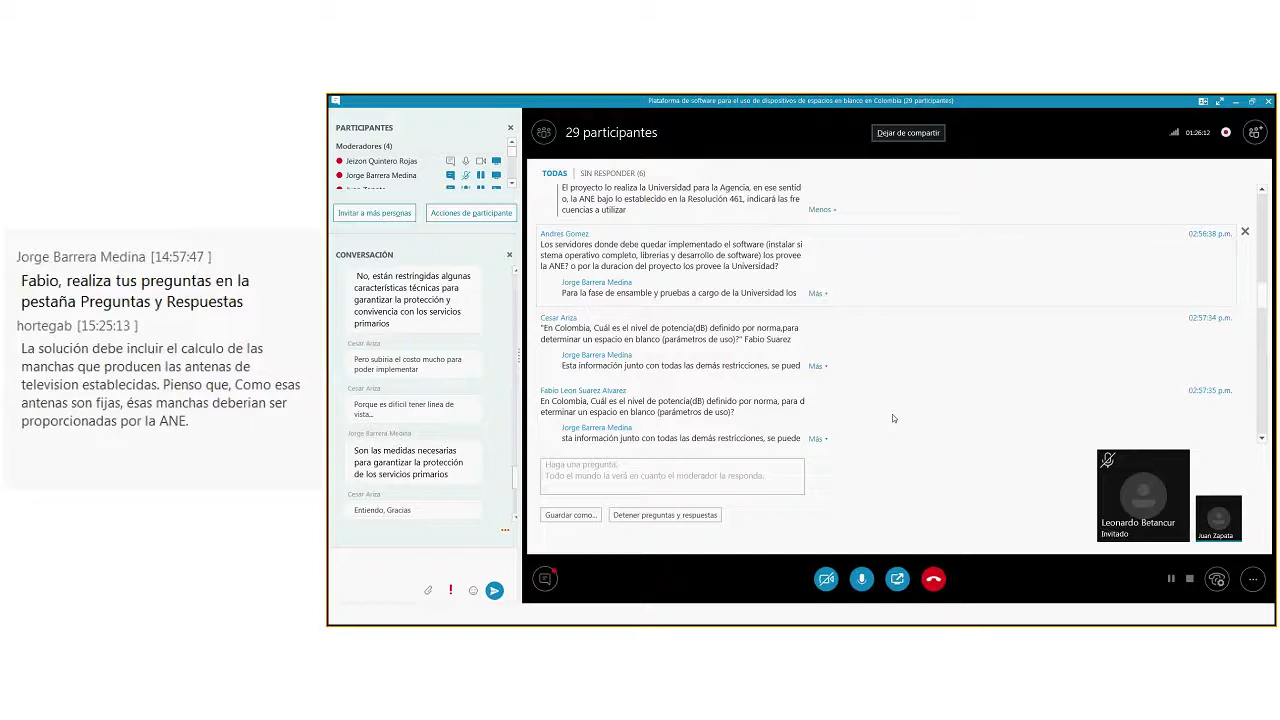 Jorge Barrera Medina [14:57:47 ]
Fabio, realiza tus preguntas en la
pestaña Preguntas y Respuestas
hortegab [15:25:13 ]
La solución debe incluir el calculo de las
manchas que producen las antenas de
television establecidas. Pienso que, Como esas
antenas son fijas, ésas manchas deberian ser
proporcionadas por la ANE.
Plataforma de software para el uso de dispositivos de espacios en blanco en Colombia (29 participantes)
PARTICIPANTES
Moderadores (4)
Jeizon Quintero Rojas
Jorge Barrera Medina
Invitar a más personas
Acciones de participante
CONVERSACIÓN
No, están restringidas algunas
características técnicas para
garantizar la protección y
convivencia con los servicios
primarios
Cesar Ariza
Pero subiria el costo mucho para
poder implementar
Cesar Ariza
Porque es dificil tener linea de
vista...
Jorge Barrera Medina
Son las medidas necesarias
para garantizar la protección
de los servicios primarios
Cesar Ariza
Entiendo, Gracias
29 participantes
Dejar de compartir
01:26:12
TODAS
SIN RESPONDER (6)
El proyecto lo realiza la Universidad para la Agencia, en ese sentid
o, la ANE bajo lo establecido en la Resolución 461, indicará las fre
cuencias a utilizar
Menos
Andres Gomez
02:56:38 p.m.
Los servidores donde debe quedar implementado el software (instalar si
stema operativo completo, librerias y desarrollo de software) los provee
la ANE? o por la duracion del proyecto los provee la Universidad?
Jorge Barrera Medina
Para la fase de ensamble y pruebas a cargo de la Universidad los
Más
Cesar Ariza
02:57:34 p.m.
"En Colombia, Cuál es el nivel de potencia(dB) definido por norma,para
determinar un espacio en blanco (parámetros de uso)?" Fabio Suarez
Jorge Barrera Medina
Esta información junto con todas las demás restricciones, se pued
Más
Fabio Leon Suarez Alvarez
02:57:35 p.m.
En Colombia, Cuál es el nivel de potencia(dB) definido por norma, para d
eterminar un espacio en blanco (parámetros de uso)?
Jorge Barrera Medina
sta información junto con todas las demás restricciones, se puede
Más
Haga una pregunta.
Todo el mundo la verá en cuanto el moderador la responda.
Guardar como...
Detener preguntas y respuestas
Leonardo Betancur
Invitado
Juan Zapata